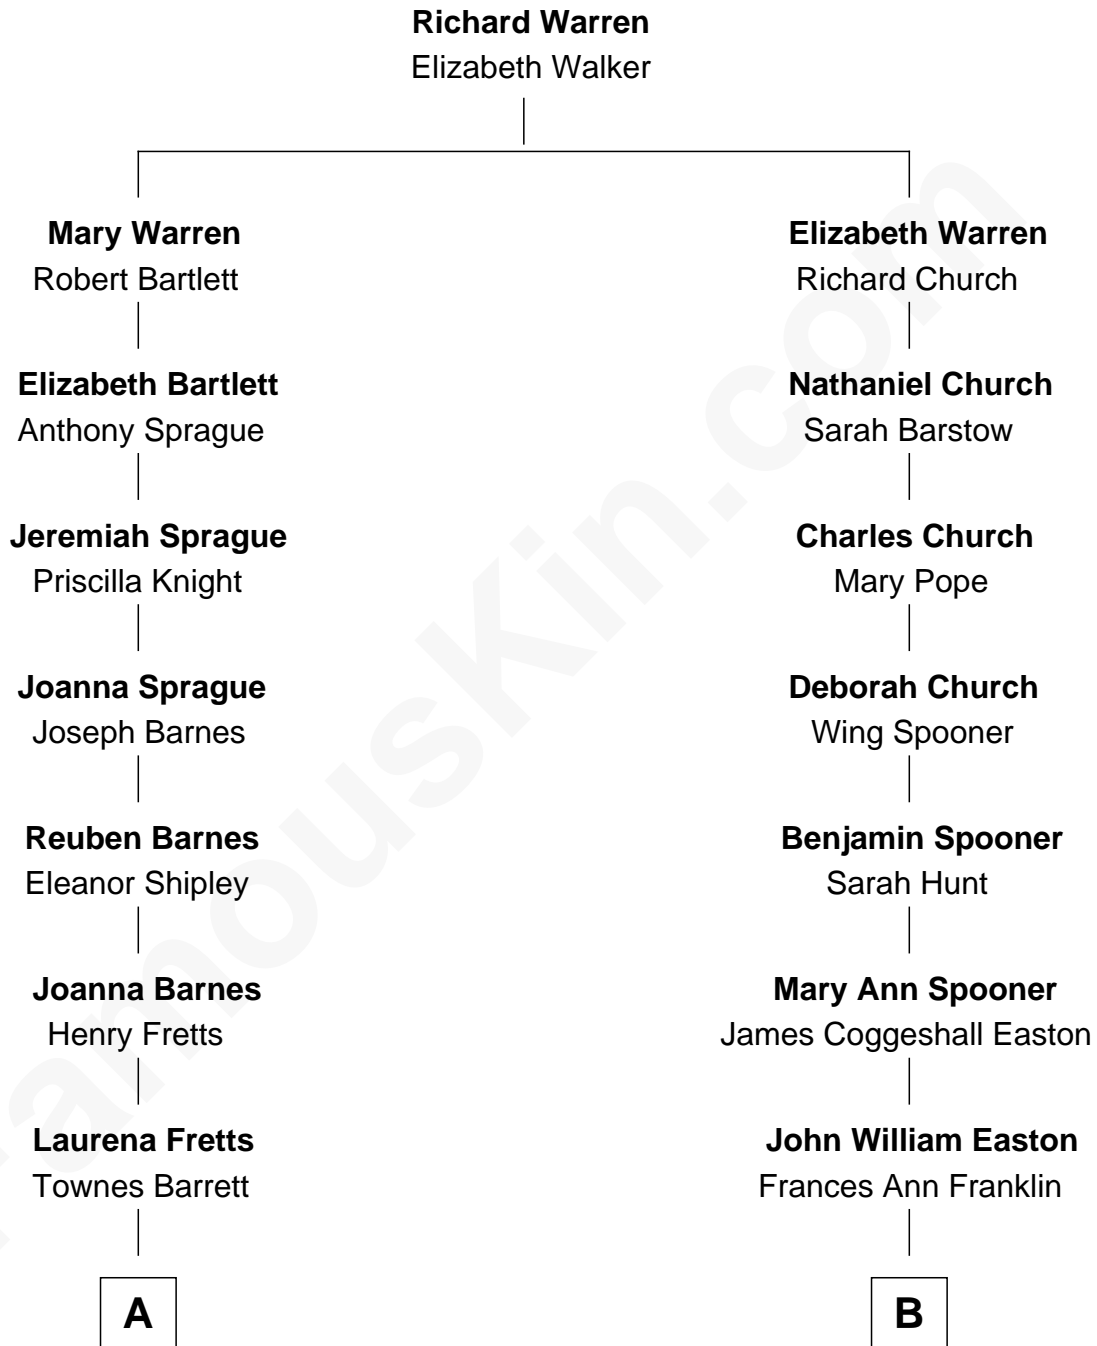 Richard Warren
Elizabeth Walker
Mary Warren
Robert Bartlett
Elizabeth Warren
Richard Church
Elizabeth Bartlett
Anthony Sprague
Nathaniel Church
Sarah Barstow
Jeremiah Sprague
Priscilla Knight
Charles Church
Mary Pope
Joanna Sprague
Joseph Barnes
Deborah Church
Wing Spooner
Reuben Barnes
Eleanor Shipley
Benjamin Spooner
Sarah Hunt
Joanna Barnes
Henry Fretts
Mary Ann Spooner
James Coggeshall Easton
Laurena Fretts
Townes Barrett
John William Easton
Frances Ann Franklin
A
B
FamousKin.com